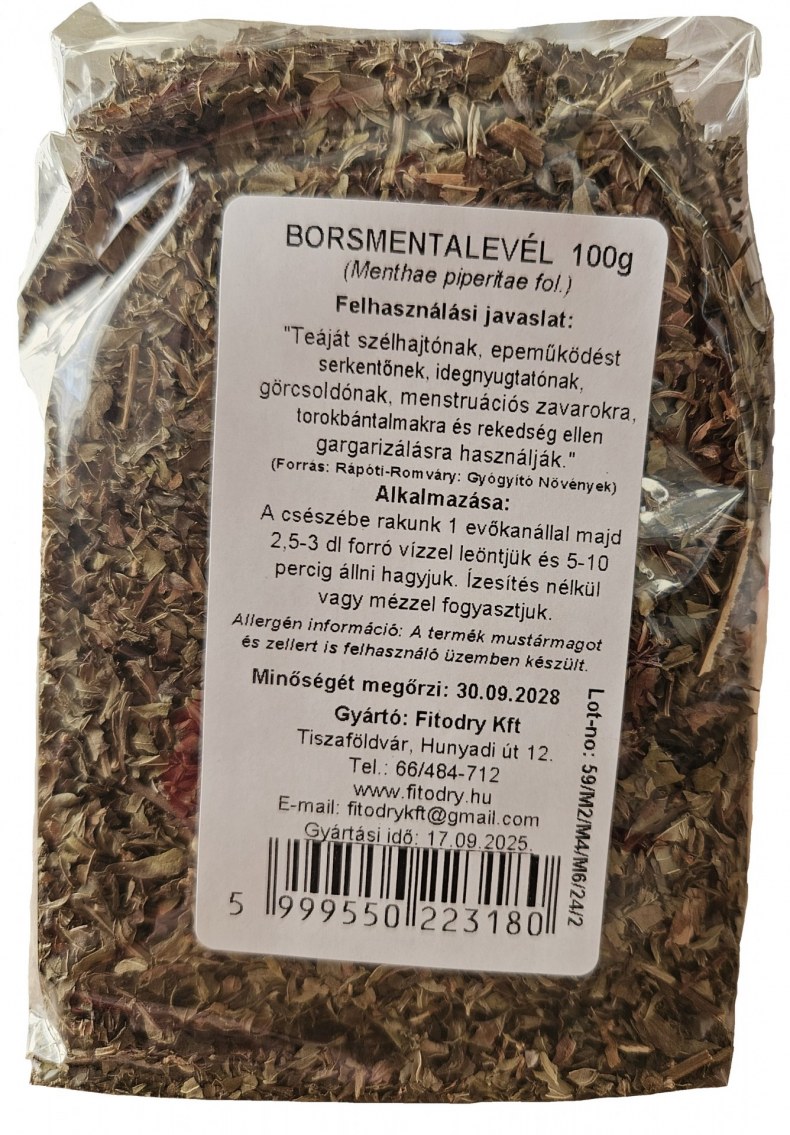 BORSMENTALEVÉL 100g
(Menthae piperitae fol.)
Felhasználási javaslat:
"Teáját szélhajtónak, epeműködést
serkentőnek, idegnyugtatónak,
görcsoldónak, menstruációs zavarokra,
torokbántalmakra és rekedség ellen
gargarizálásra használják."
(Forrás: Rápóti-Romváry: Gyógyító Növények)
Alkalmazása:
A csészébe rakunk 1 evőkanállal majd
2,5-3 dl forró vízzel leöntjük és 5-10
percig állni hagyjuk. Ízesítés nélkül
vagy mézzel fogyasztjuk.
Allergén információ: A termék mustármagot
és zellert is felhasználó üzemben készült.
Minőségét megőrzi: 30.09.2028
Gyártó: Fitodry Kft
Tiszaföldvár, Hunyadi út 12.
Tel.: 66/484-712
www.fitodry.hu
E-mail: fitodrykft@gmail.com
Gyártási idő: 17.09.2025.
5 999550 223180
Lot-no: 59/M2/M4/M6/24/2